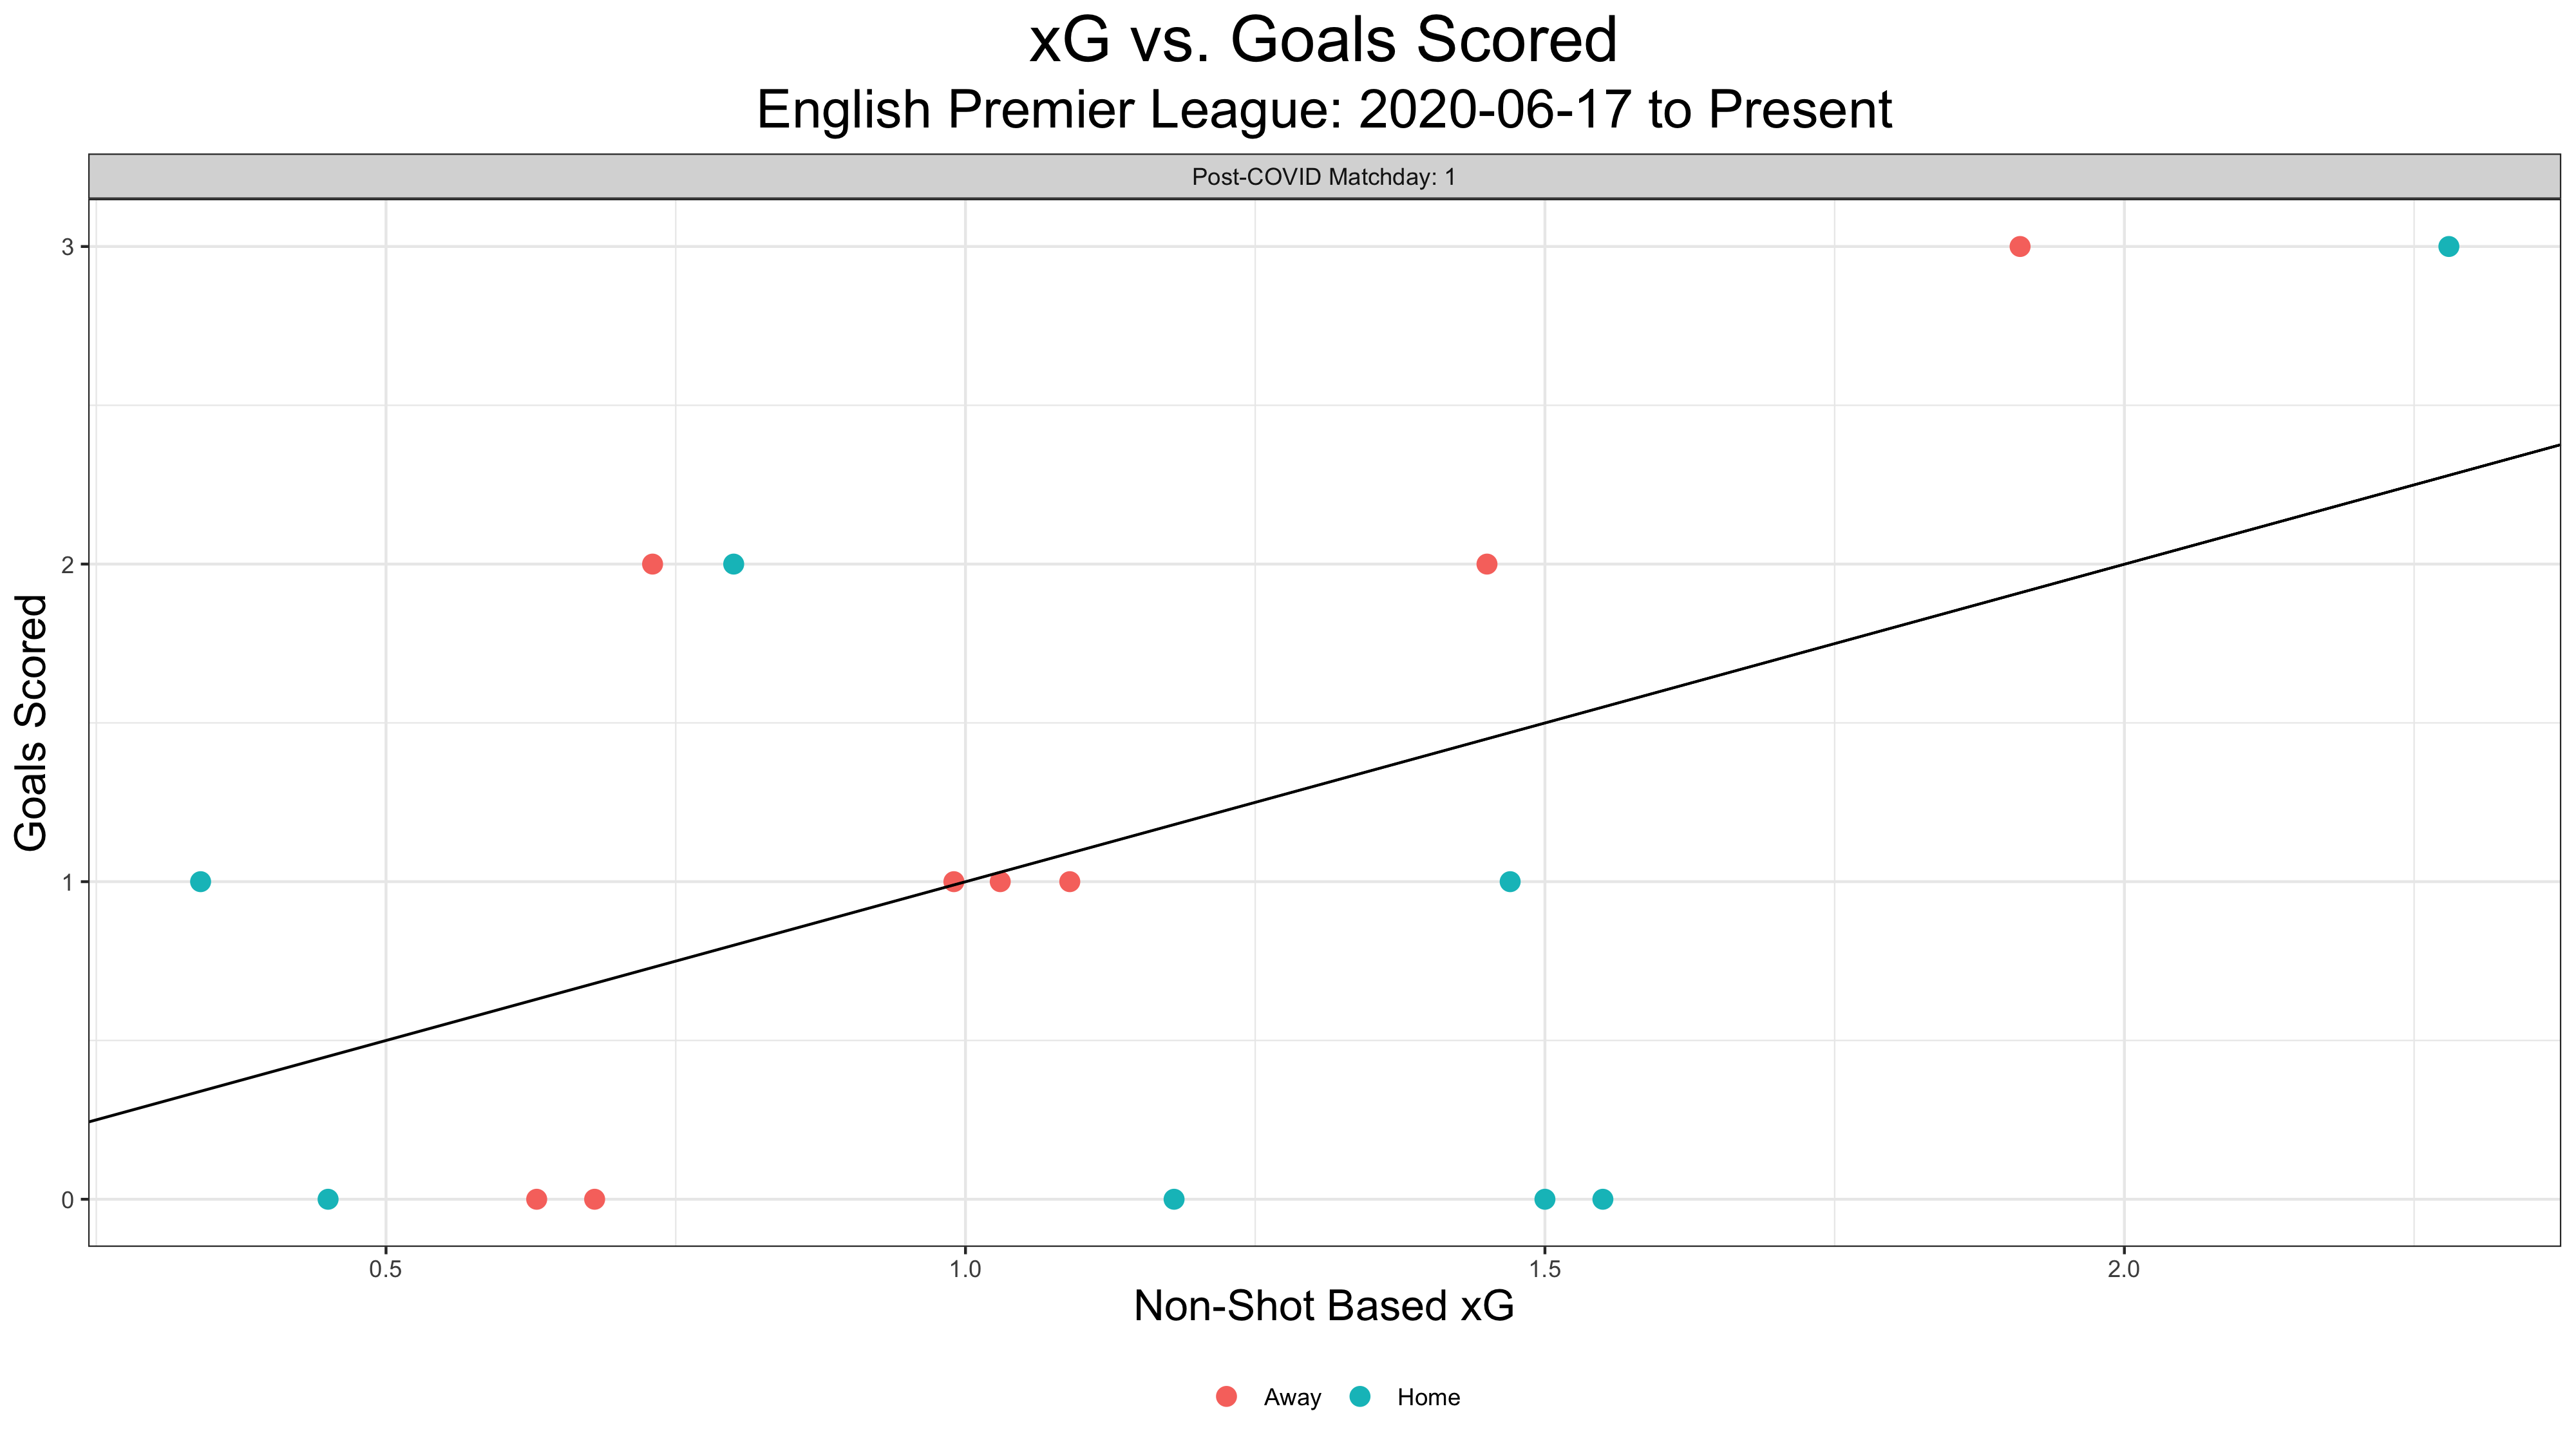 xG vs. Goals Scored
English Premier League: 2020-06-17 to Present
Post-COVID Matchday: 1
3
2
1
0
Goals Scored
0.5 1.0 1.5 2.0
Non-Shot Based xG
Away Home